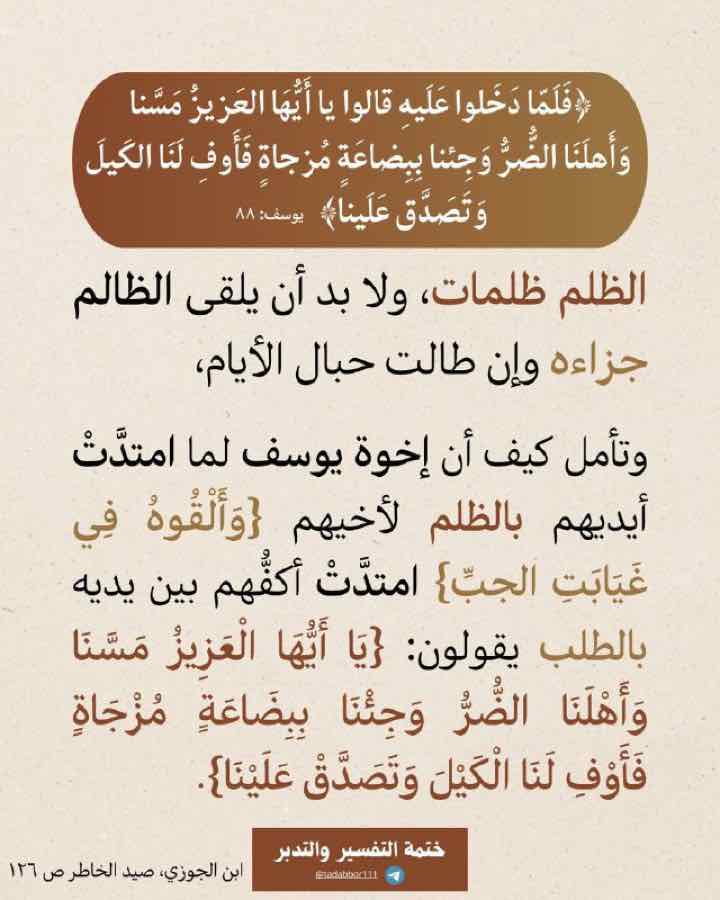 ﴿فَلَمّا دَخَلوا عَلَيهِ قالوا يا أَيُّهَا العَزيزُ مَسَّنا
وَأَهلَنَا الضُّرُّ وَجِئنا بِبِضاعَةٍ مُزجاةٍ فَأَوفِ لَنَا الكَيلَ
وَتَصَدَّق عَلَينا﴾ يوسف: ٨٨
الظلم ظلمات، ولا بد أن يلقى الظالم
جزاءه وإن طالت حبال الأيام،
وتأمل كيف أن إخوة يوسف لما امتدَّتْ
أيديهم بالظلم لأخيهم {وَأَلْقُوهُ فِي
غَيَابَتِ الجبِّ} امتدَّتْ أكفُّهم بين يديه
بالطلب يقولون: {يَا أَيُّهَا الْعَزِيزُ مَسَّنَا
وَأَهْلَنَا الضُّرُّ وَجِئْنَا بِبِضَاعَةٍ مُزْجَاةٍ
فَأَوْفِ لَنَا الْكَيْلَ وَتَصَدَّقْ عَلَيْنَا}.
ختمة التفسير والتدبر
@tadabbor111
ابن الجوزي، صيد الخاطر ص ١٢٦